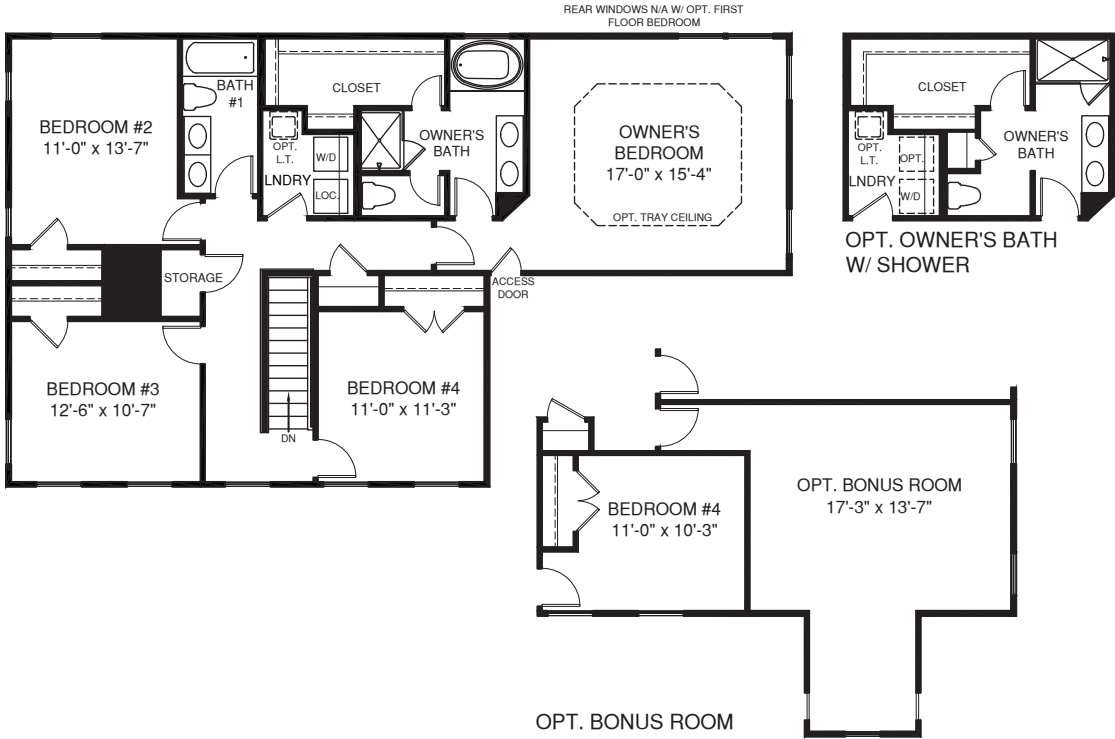 REAR WINDOWS N/A W/ OPT. FIRST
FLOOR BEDROOM
BEDROOM #2
11'-0" x 13'-7"
BATH
#1
CLOSET
OPT.
L.T.
W/D
LNDRY
LOC.
OWNER'S
BATH
OWNER'S
BEDROOM
17'-0" x 15'-4"
OPT. TRAY CEILING
STORAGE
ACCESS
DOOR
BEDROOM #3
12'-6" x 10'-7"
DN
BEDROOM #4
11'-0" x 11'-3"
CLOSET
OPT.
L.T.
OPT.
LNDRY
W/D
OWNER'S
BATH
OPT. OWNER'S BATH
W/ SHOWER
BEDROOM #4
11'-0" x 10'-3"
OPT. BONUS ROOM
17'-3" x 13'-7"
OPT. BONUS ROOM